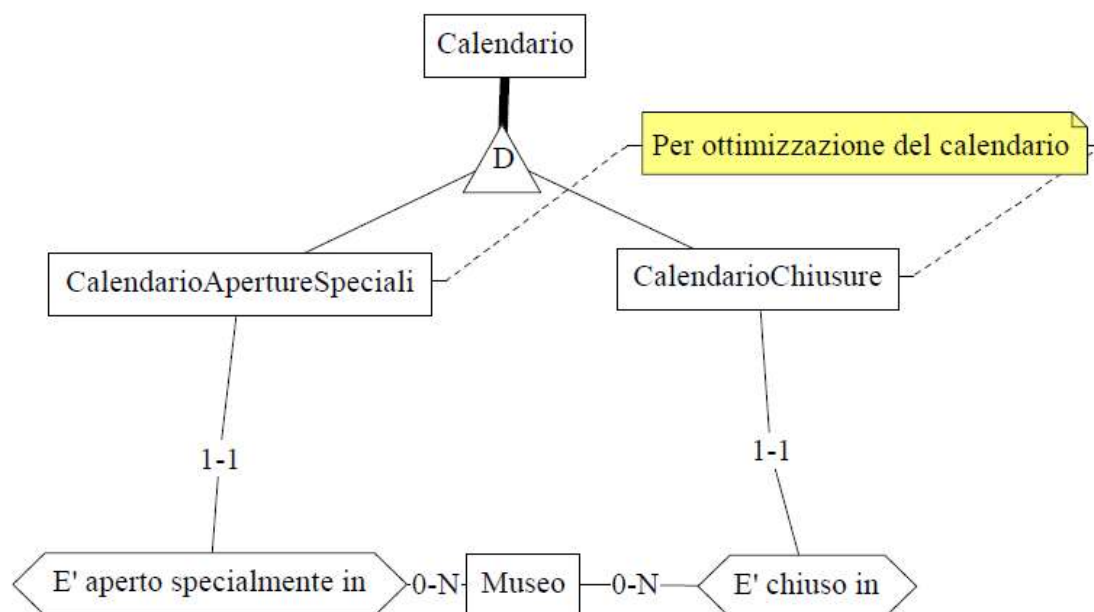 Calendario
D
Per ottimizzazione del calendario
CalendarioApertureSpeciali
CalendarioChiusure
1-1
1-1
E' aperto specialmente in
0-N
Museo
0-N
E' chiuso in